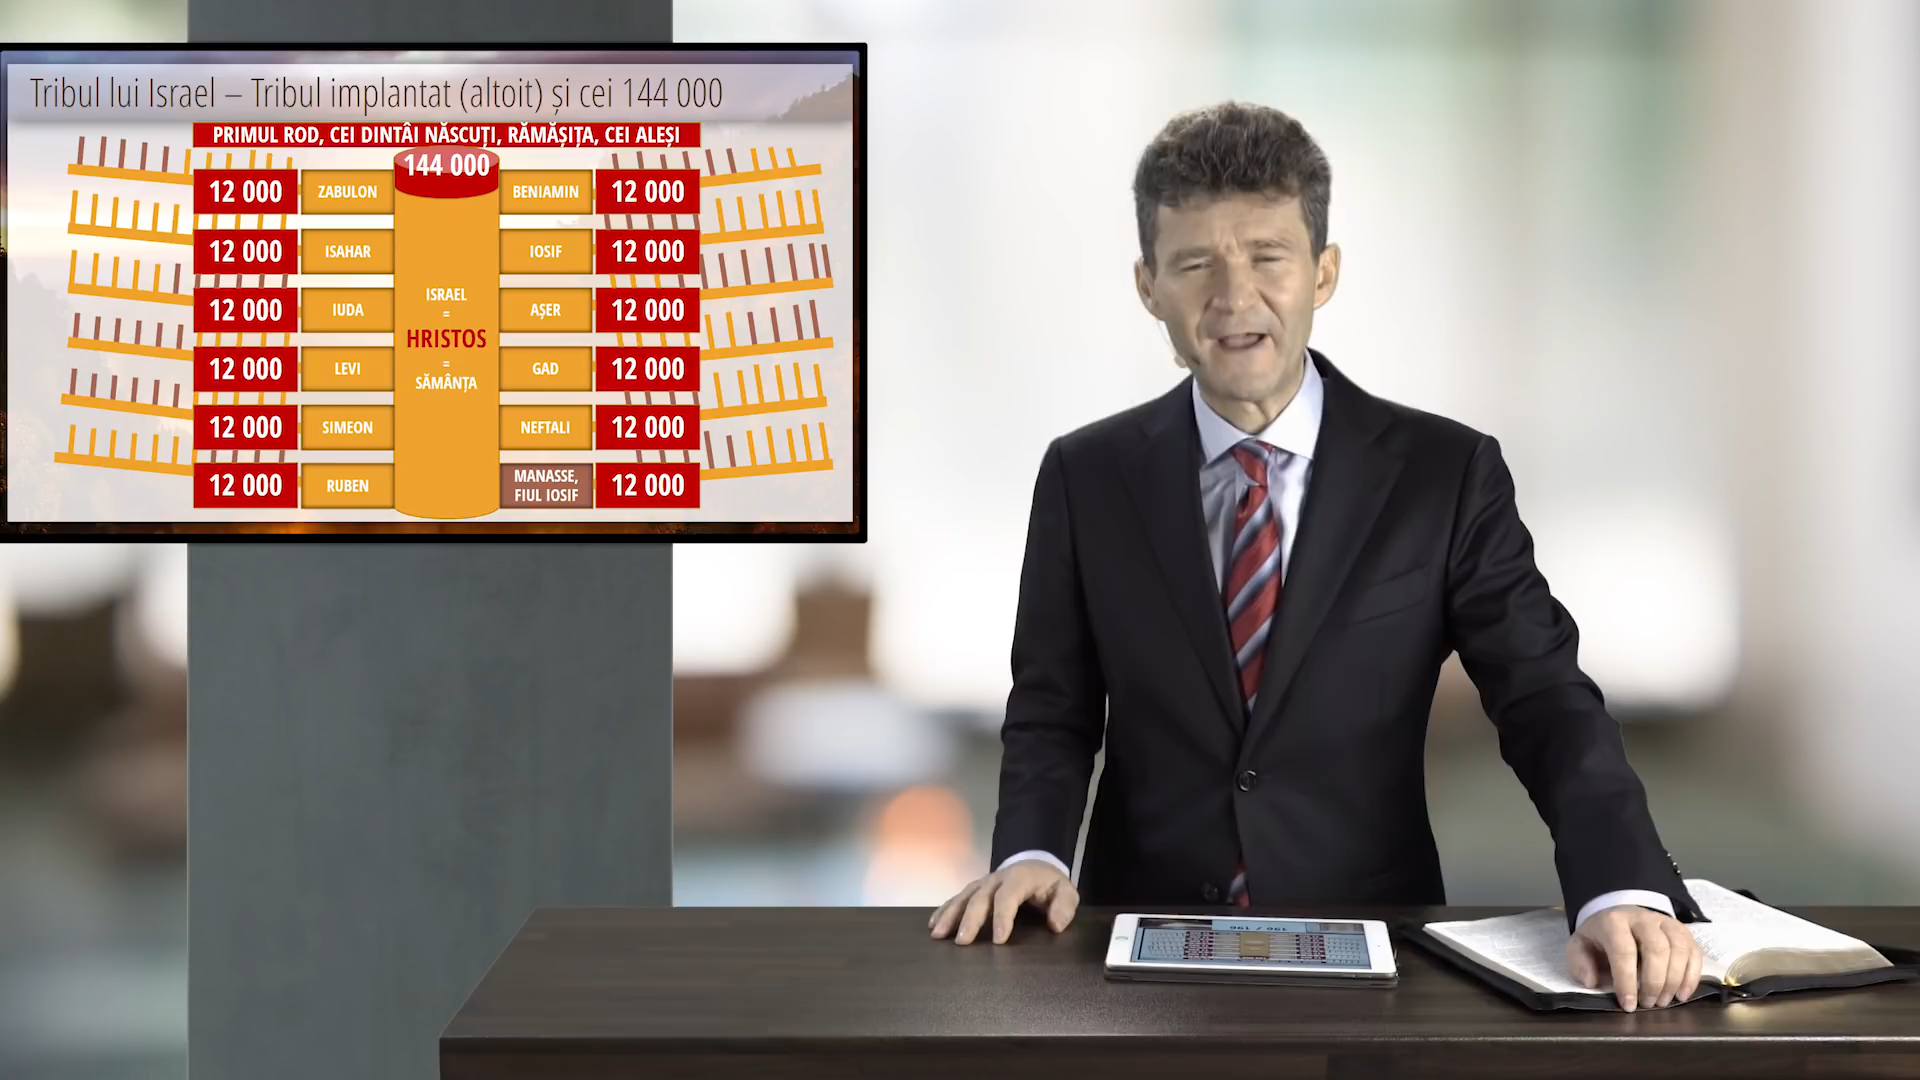 Tribul lui Israel – Tribul implantat (altoit) și cei 144 000
PRIMUL ROD, CEI DINTÂI NĂSCUȚI, RĂMĂȘIȚA, CEI ALEȘI
144 000
12 000 ZABULON BENIAMIN 12 000
12 000 ISAHAR IOSIF 12 000
12 000 IUDA AȘER 12 000
12 000 LEVI GAD 12 000
12 000 SIMEON NEFTALI 12 000
12 000 RUBEN MANASSE,
FIUL IOSIF 12 000
ISRAEL
=
HRISTOS
=
SĂMÂNȚA
196 / 196